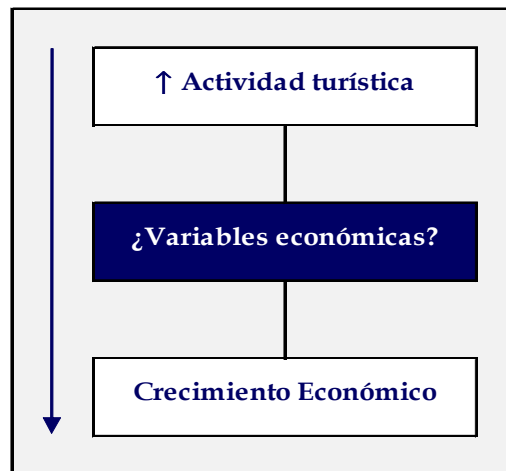 ↑ Actividad turística
¿Variables económicas?
Crecimiento Económico